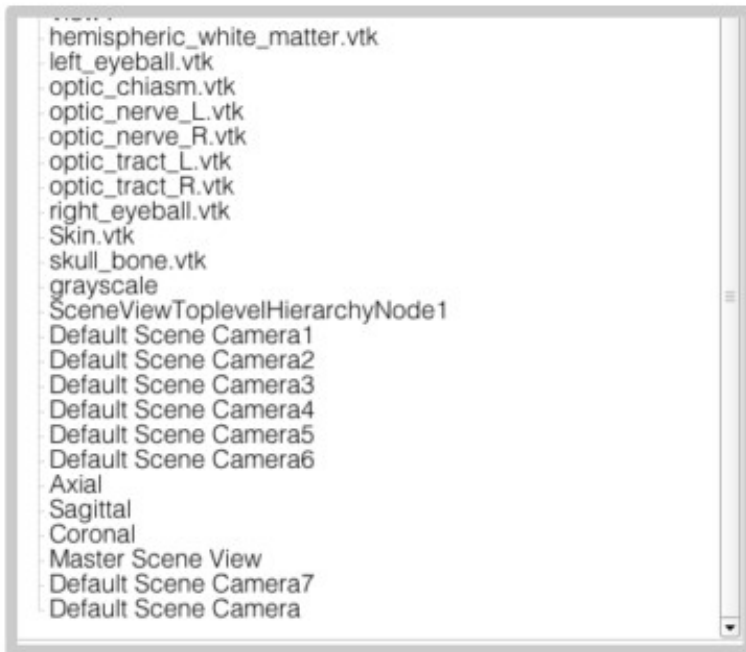 hemispheric_white_matter.vtk
left_eyeball.vtk
optic_chiasm.vtk
optic_nerve_L.vtk
optic_nerve_R.vtk
optic_tract_L.vtk
optic_tract_R.vtk
right_eyeball.vtk
Skin.vtk
skull_bone.vtk
grayscale
SceneViewToplevelHierarchyNode1
Default Scene Camera1
Default Scene Camera2
Default Scene Camera3
Default Scene Camera4
Default Scene Camera5
Default Scene Camera6
Axial
Sagittal
Coronal
Master Scene View
Default Scene Camera7
Default Scene Camera